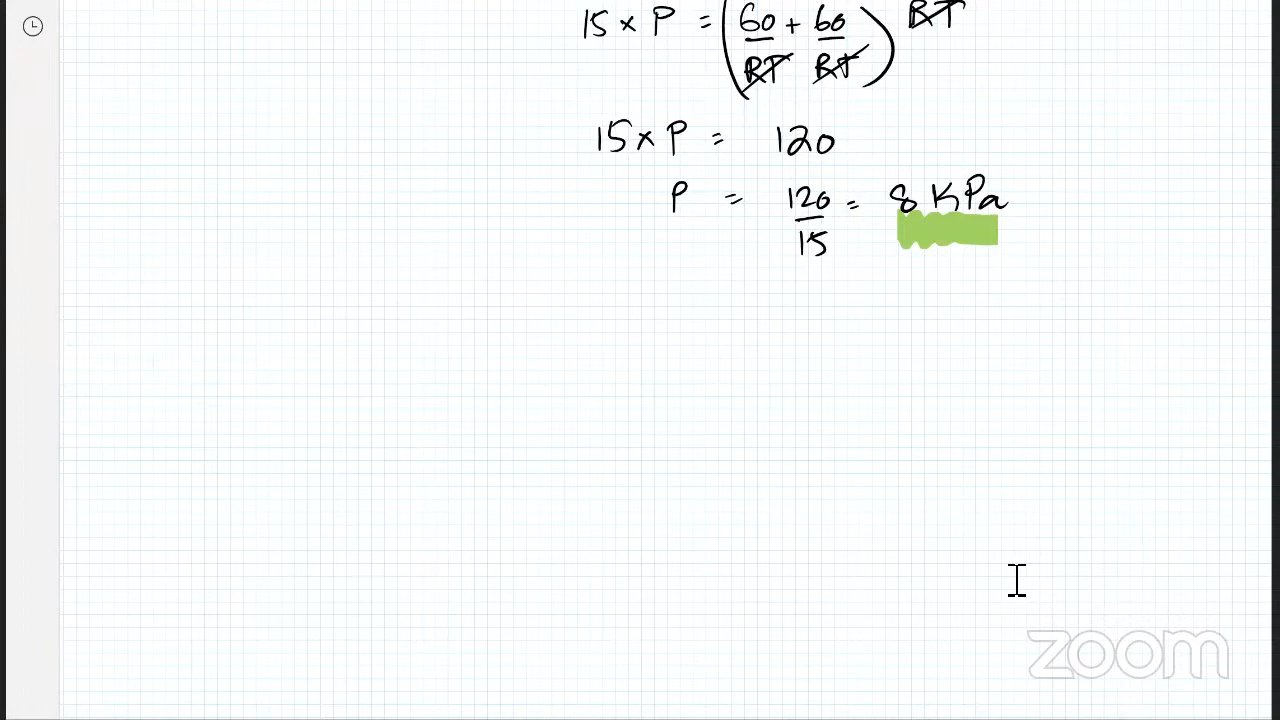 15 × P = (60/RT + 60/RT) RT
15 × P = 120
P = 120/15 = 8 KPa
zoom